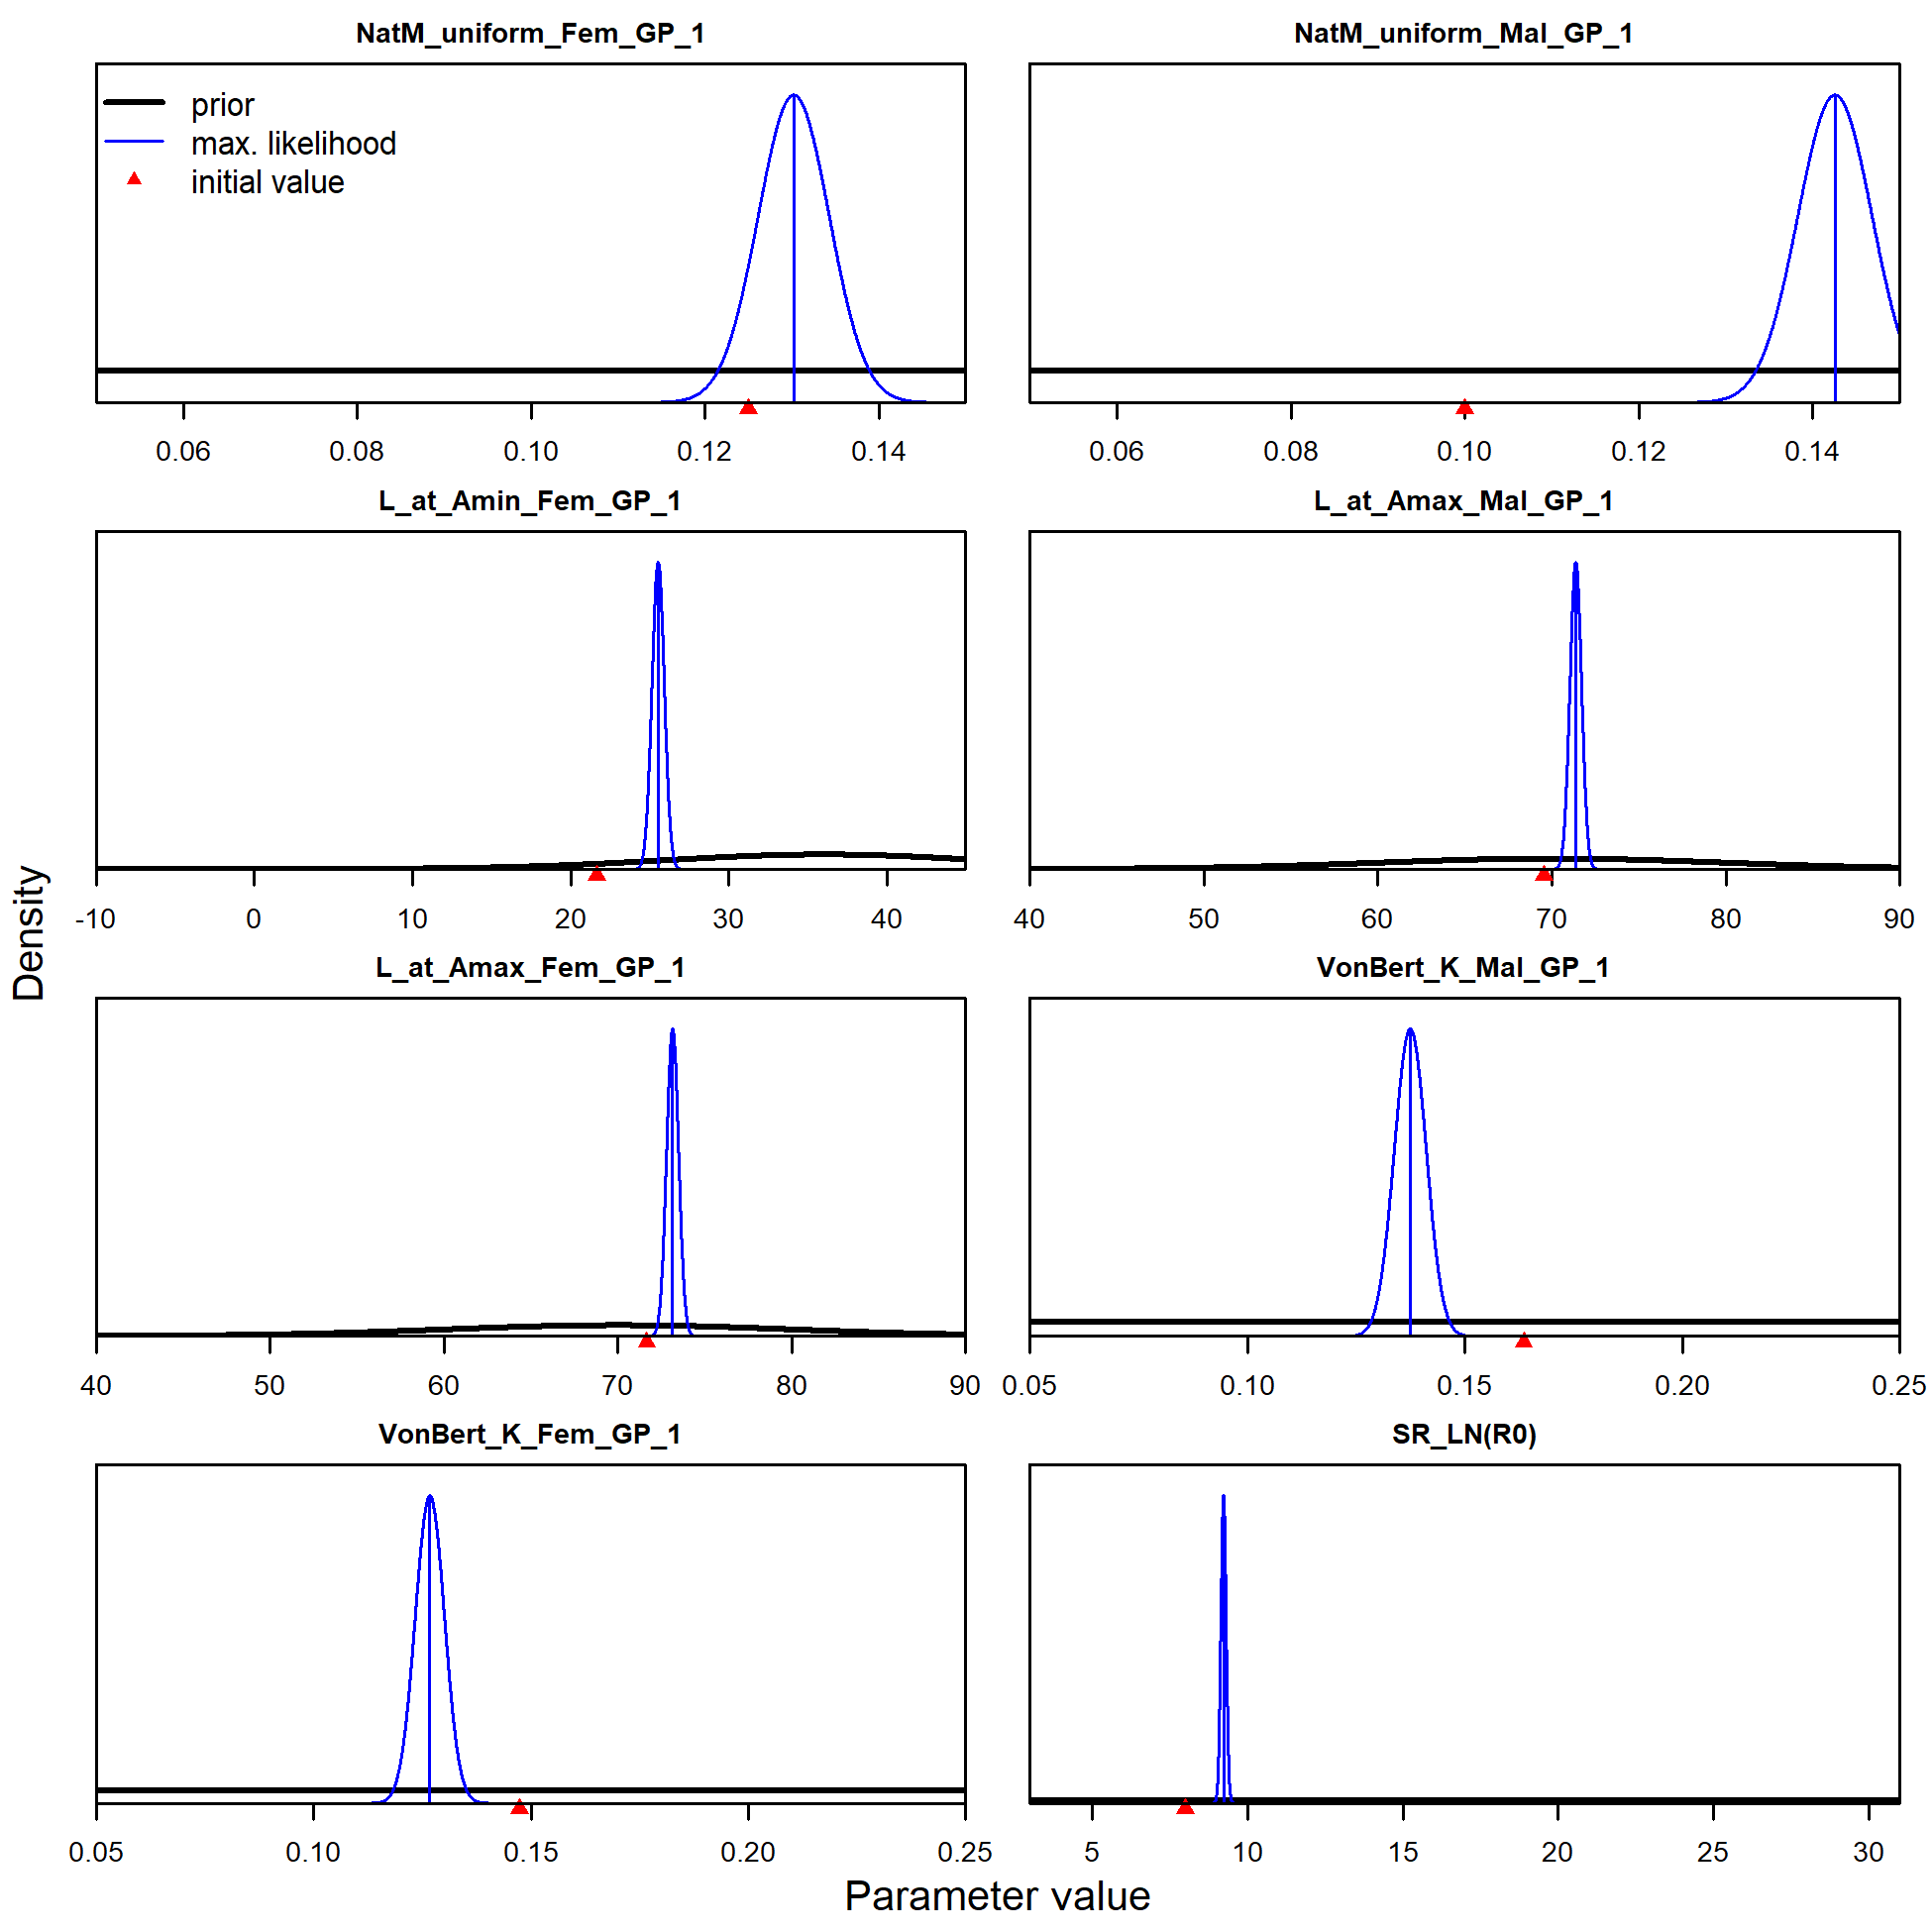 NatM_uniform_Fem_GP_1
prior
max. likelihood
initial value
0.06 0.08 0.10 0.12 0.14
NatM_uniform_Mal_GP_1
0.06 0.08 0.10 0.12 0.14
L_at_Amin_Fem_GP_1
-10 0 10 20 30 40
L_at_Amax_Mal_GP_1
40 50 60 70 80 90
L_at_Amax_Fem_GP_1
40 50 60 70 80 90
VonBert_K_Mal_GP_1
0.05 0.10 0.15 0.20 0.25
VonBert_K_Fem_GP_1
0.05 0.10 0.15 0.20 0.25
SR_LN(R0)
5 10 15 20 25 30
Density
Parameter value